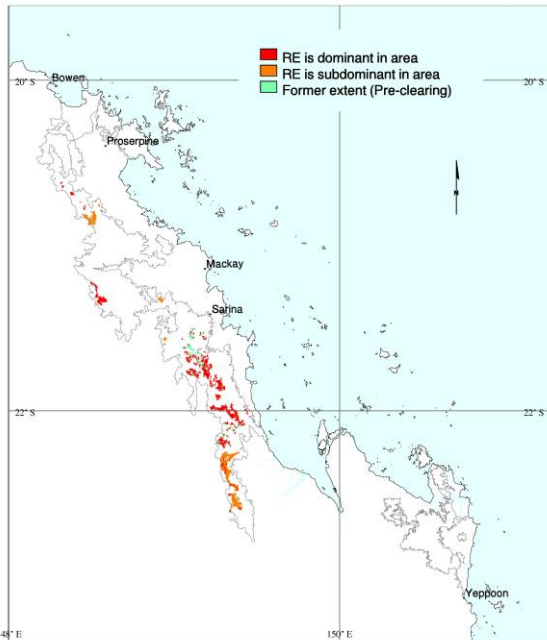 RE is dominant in area
RE is subdominant in area
Former extent (Pre-clearing)
20° S
20° S
Bowen
Proserpine
N
Mackay
Sarina
22° S
22° S
Yeppoon
48° E
150° E